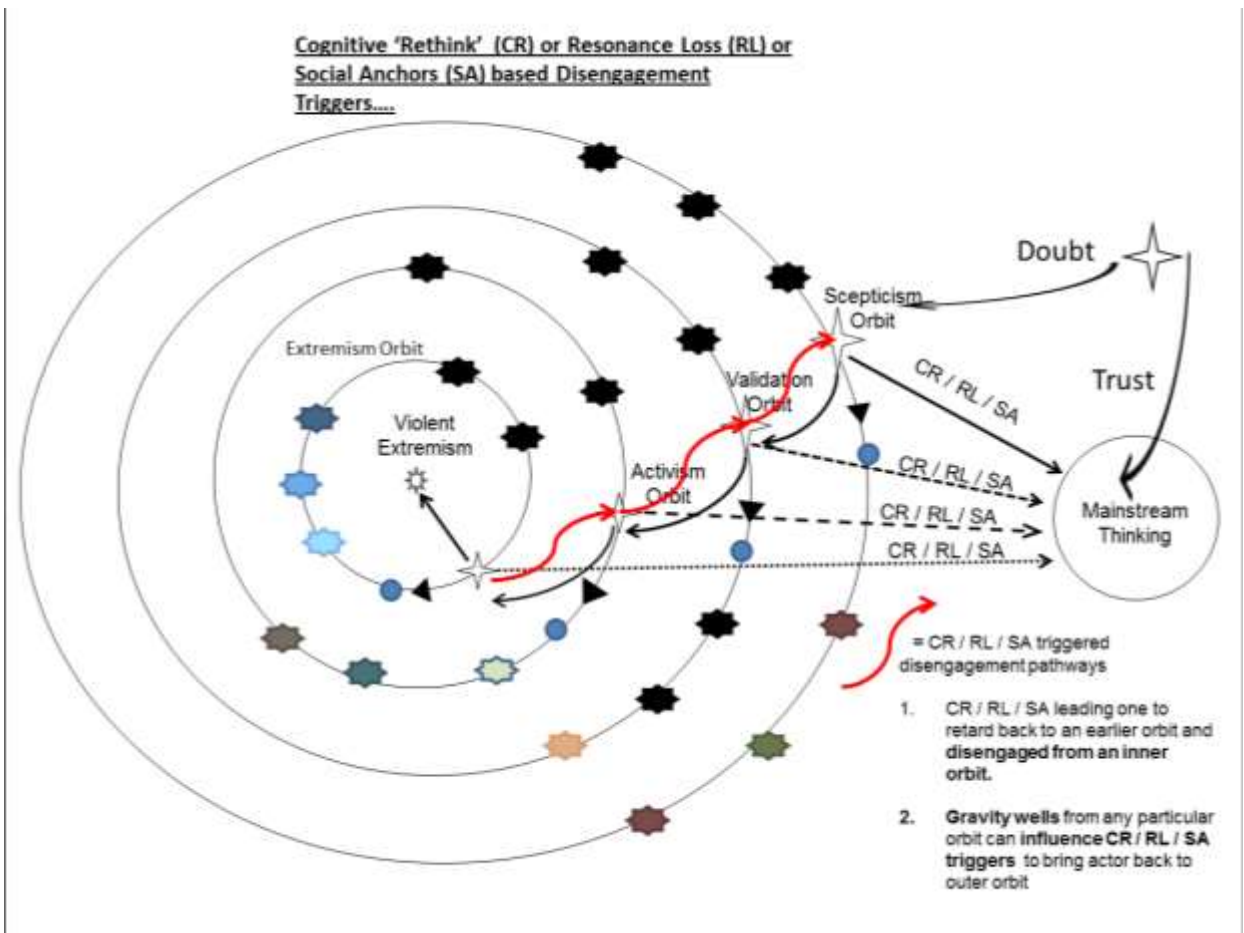 Cognitive ‘Rethink’ (CR) or Resonance Loss (RL) or
Social Anchors (SA) based Disengagement
Triggers....
Doubt
Scepticism
Orbit
Extremism Orbit
CR / RL / SA
Trust
Validation
Orbit
Violent
Extremism
Activism
Orbit
CR / RL / SA
CR / RL / SA
Mainstream
Thinking
CR / RL / SA
= CR / RL / SA triggered
disengagement pathways
1. CR / RL / SA leading one to
retard back to an earlier orbit and
disengaged from an inner
orbit.
2. Gravity wells from any particular
orbit can influence CR / RL / SA
triggers to bring actor back to
outer orbit